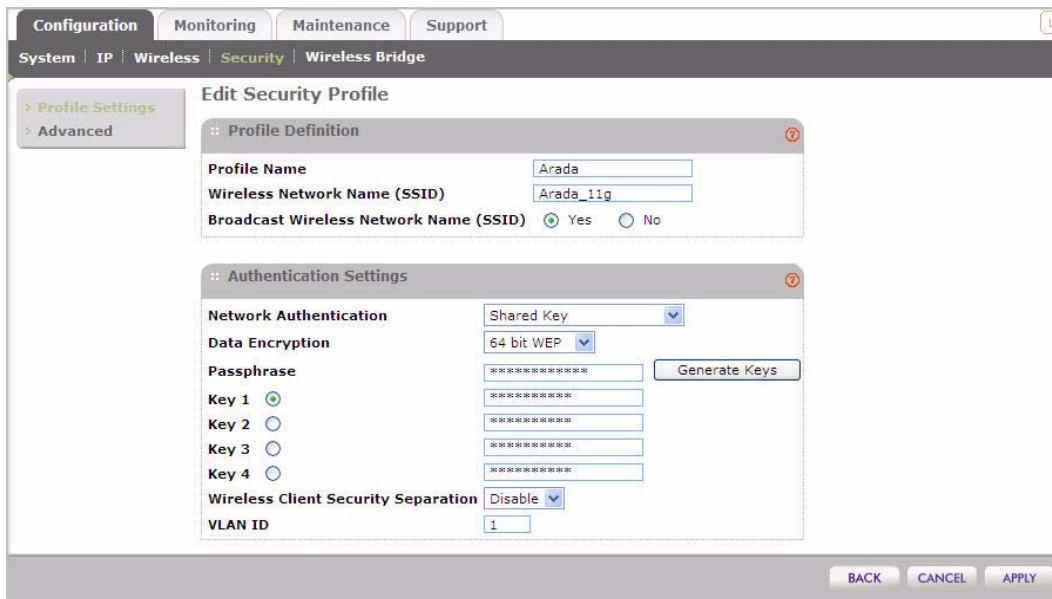 Configuration Monitoring Maintenance Support
System IP Wireless Security Wireless Bridge
Profile Settings
Advanced
Edit Security Profile
Profile Definition
Profile Name Arada
Wireless Network Name (SSID) Arada_11g
Broadcast Wireless Network Name (SSID) Yes No
Authentication Settings
Network Authentication Shared Key
Data Encryption 64 bit WEP
Passphrase ************ Generate Keys
Key 1 **********
Key 2 **********
Key 3 **********
Key 4 **********
Wireless Client Security Separation Disable
VLAN ID 1
BACK CANCEL APPLY